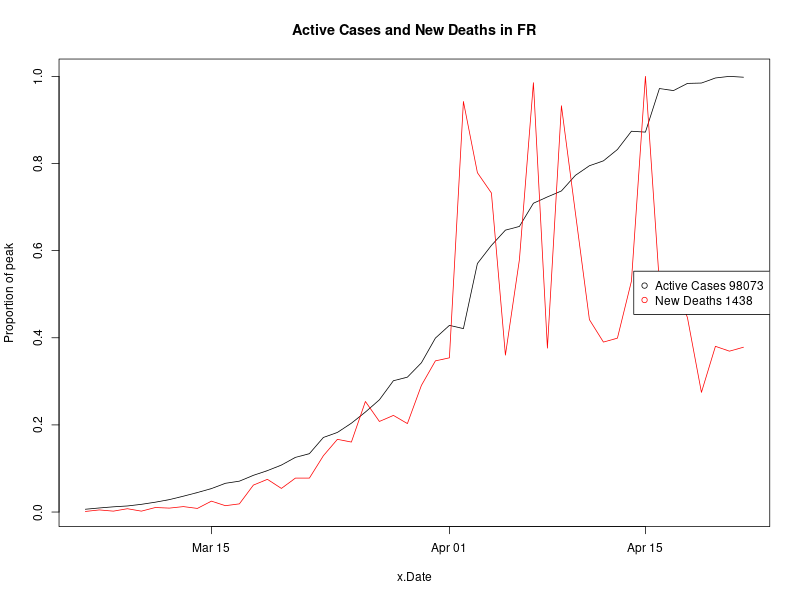 Active Cases and New Deaths in FR
Proportion of peak
1.0
0.8
0.6
0.4
0.2
0.0
Active Cases 98073
New Deaths 1438
Mar 15
Apr 01
Apr 15
x.Date